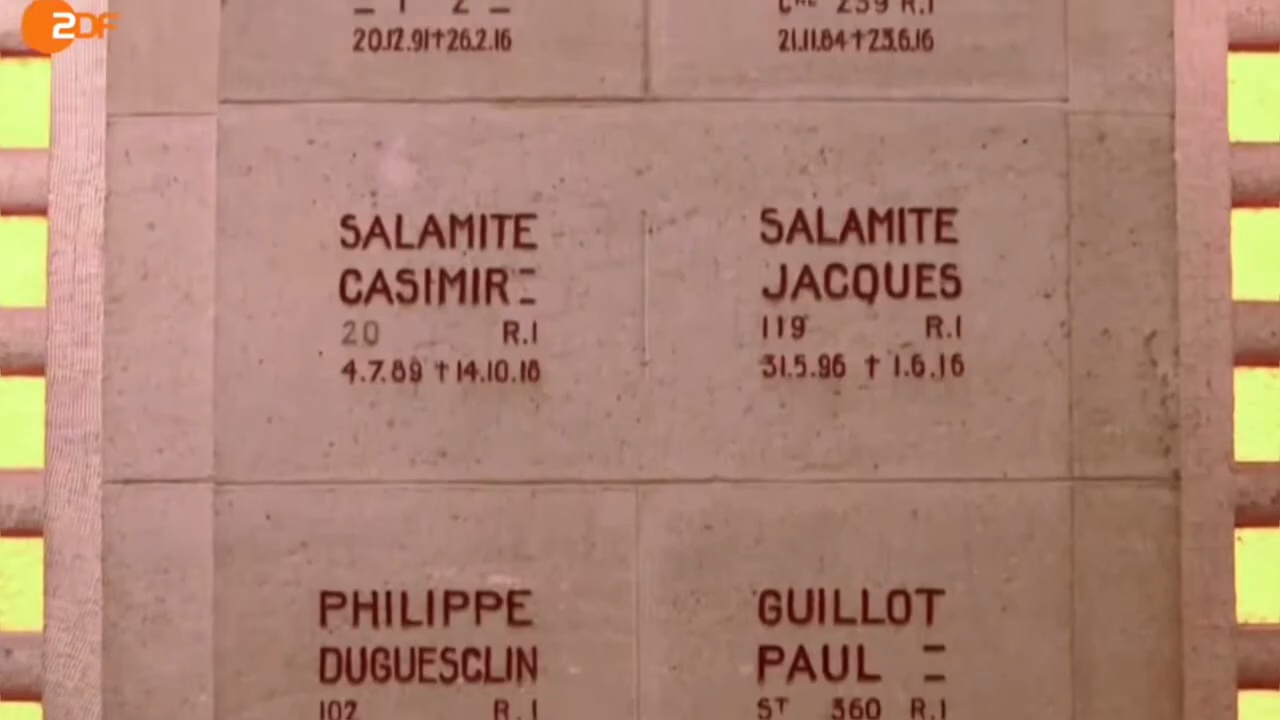 2DF
20.12.91†26.2.16
239 R.I
21.11.84†23.6.16
SALAMITE
CASIMIR
20 R.I
4.7.89 † 14.10.18
SALAMITE
JACQUES
119 R.I
31.5.96 † 1.6.16
PHILIPPE
DUGUESCLIN
102 R.I
GUILLOT
PAUL
ST 360 R.I